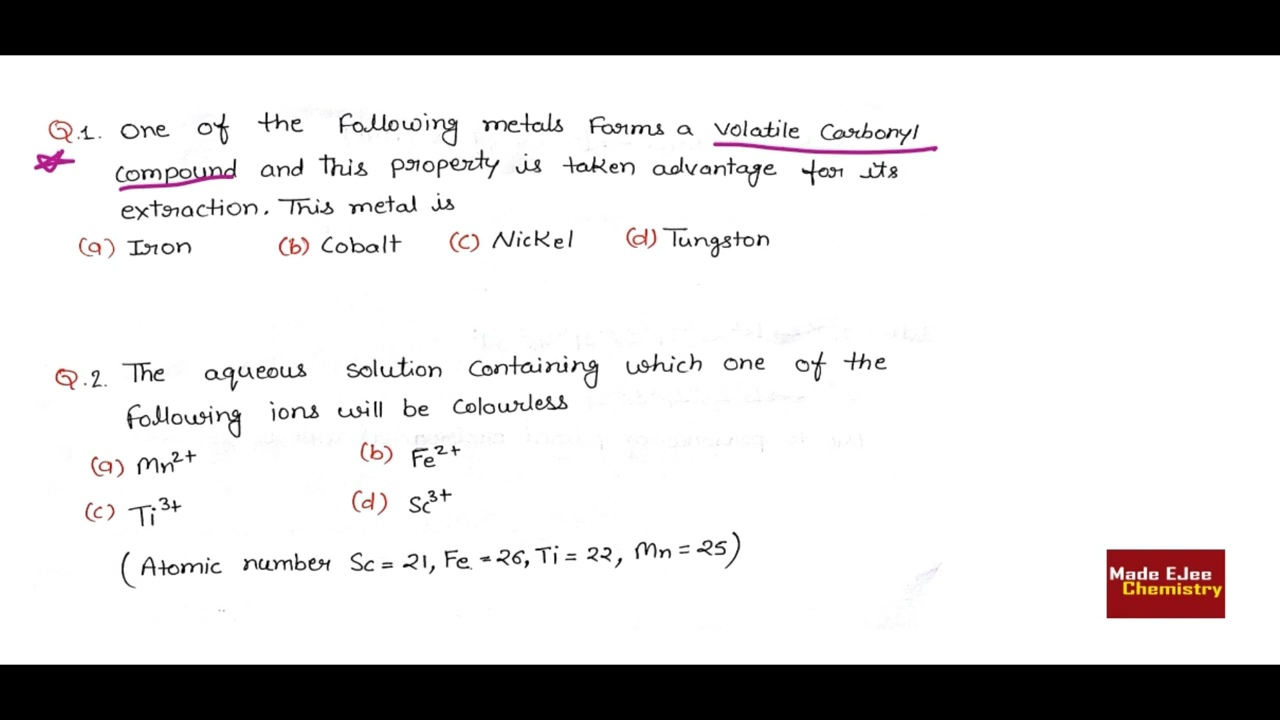 Q.1. One of the Following metals Forms a volatile Carbonyl
compound and this property is taken advantage for its
extraction. This metal is
(a) Iron (b) Cobalt (c) Nickel (d) Tungston
Q.2. The aqueous solution containing which one of the
following ions will be colourless
(a) Mn²⁺ (b) Fe²⁺
(c) Ti³⁺ (d) Sc³⁺
(Atomic number Sc = 21, Fe = 26, Ti = 22, Mn = 25)
Made EJee
Chemistry